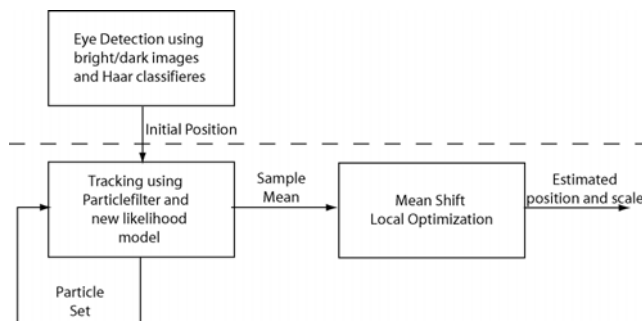 Eye Detection using
bright/dark images
and Haar classifieres
Initial Position
Tracking using
Particlefilter and
new likelihood
model
Sample
Mean
Mean Shift
Local Optimization
Estimated
position and scale
Particle
Set